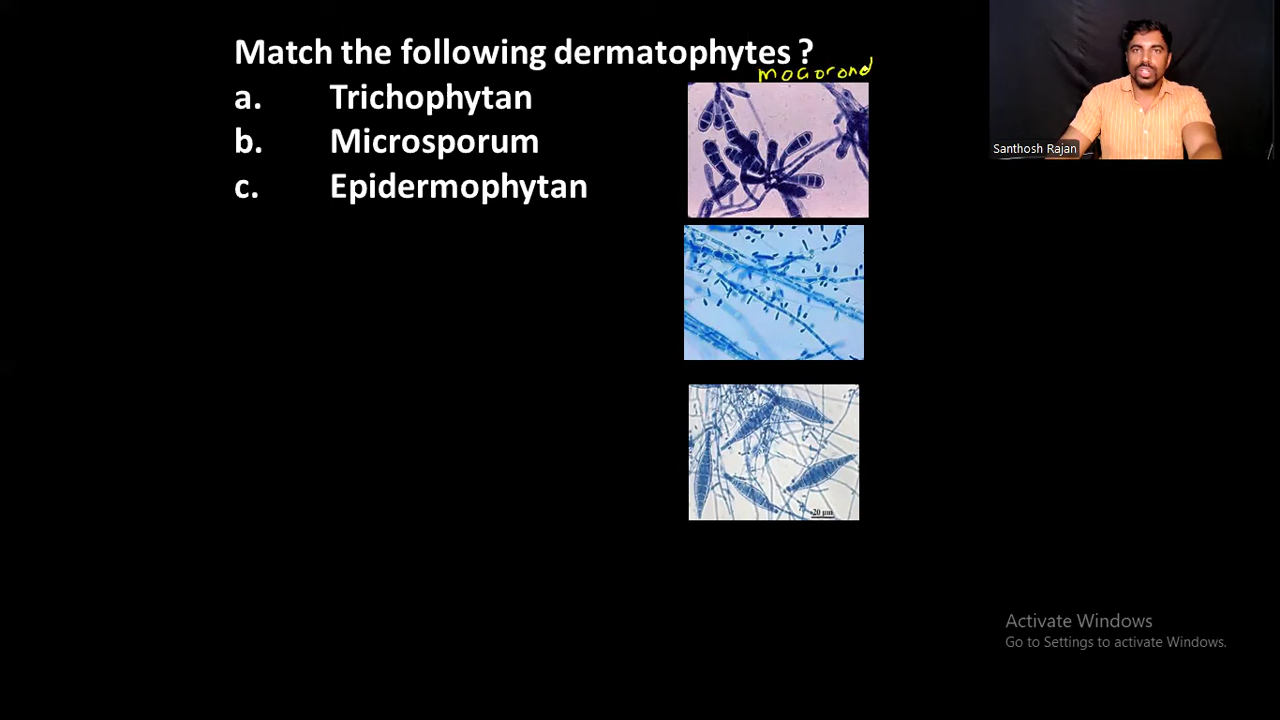 Match the following dermatophytes ?
a. Trichophytan
b. Microsporum
c. Epidermophytan
20 µm
Santhosh Rajan
Activate Windows
Go to Settings to activate Windows.